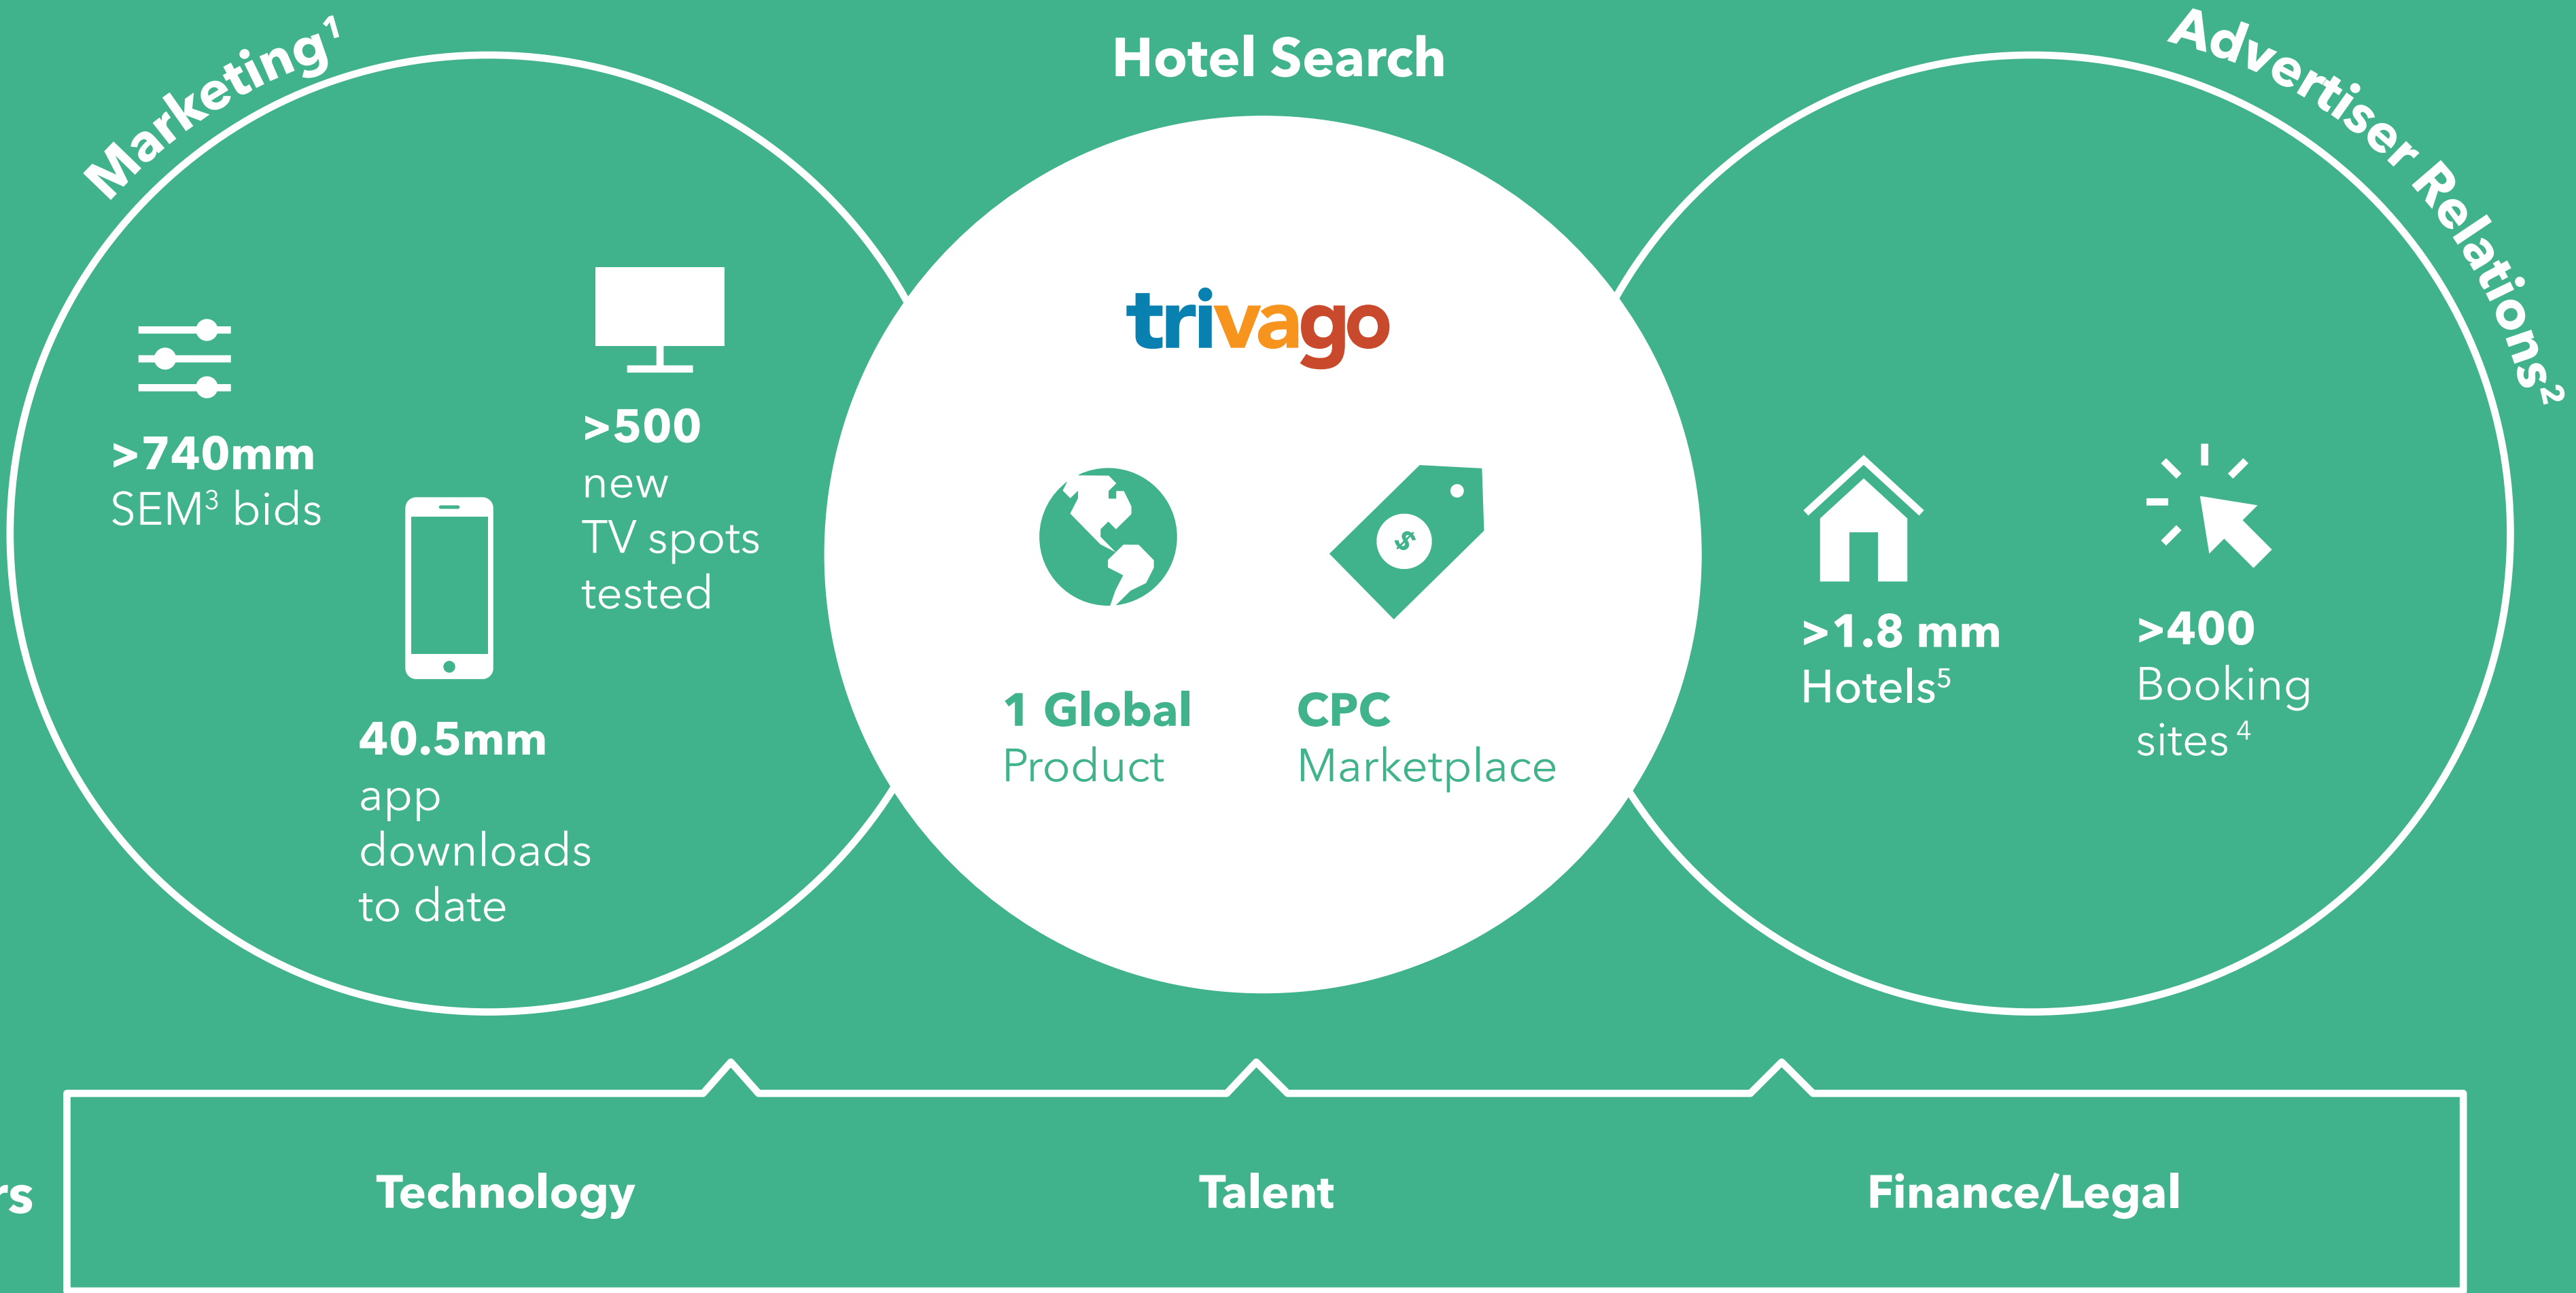 Marketing¹
Hotel Search
Advertiser Relations²
>740mm
SEM³ bids
40.5mm
app
downloads
to date
>500
new
TV spots
tested
trivago
1 Global
Product
CPC
$
Marketplace
>1.8 mm
Hotels⁵
>400
Booking
sites ⁴
Technology
Talent
Finance/Legal